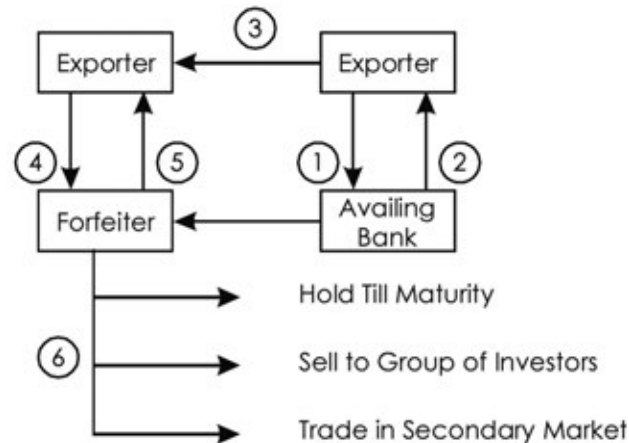 3
Exporter
Exporter
4
5
1
2
Forfeiter
Availing
Bank
Hold Till Maturity
6
Sell to Group of Investors
Trade in Secondary Market